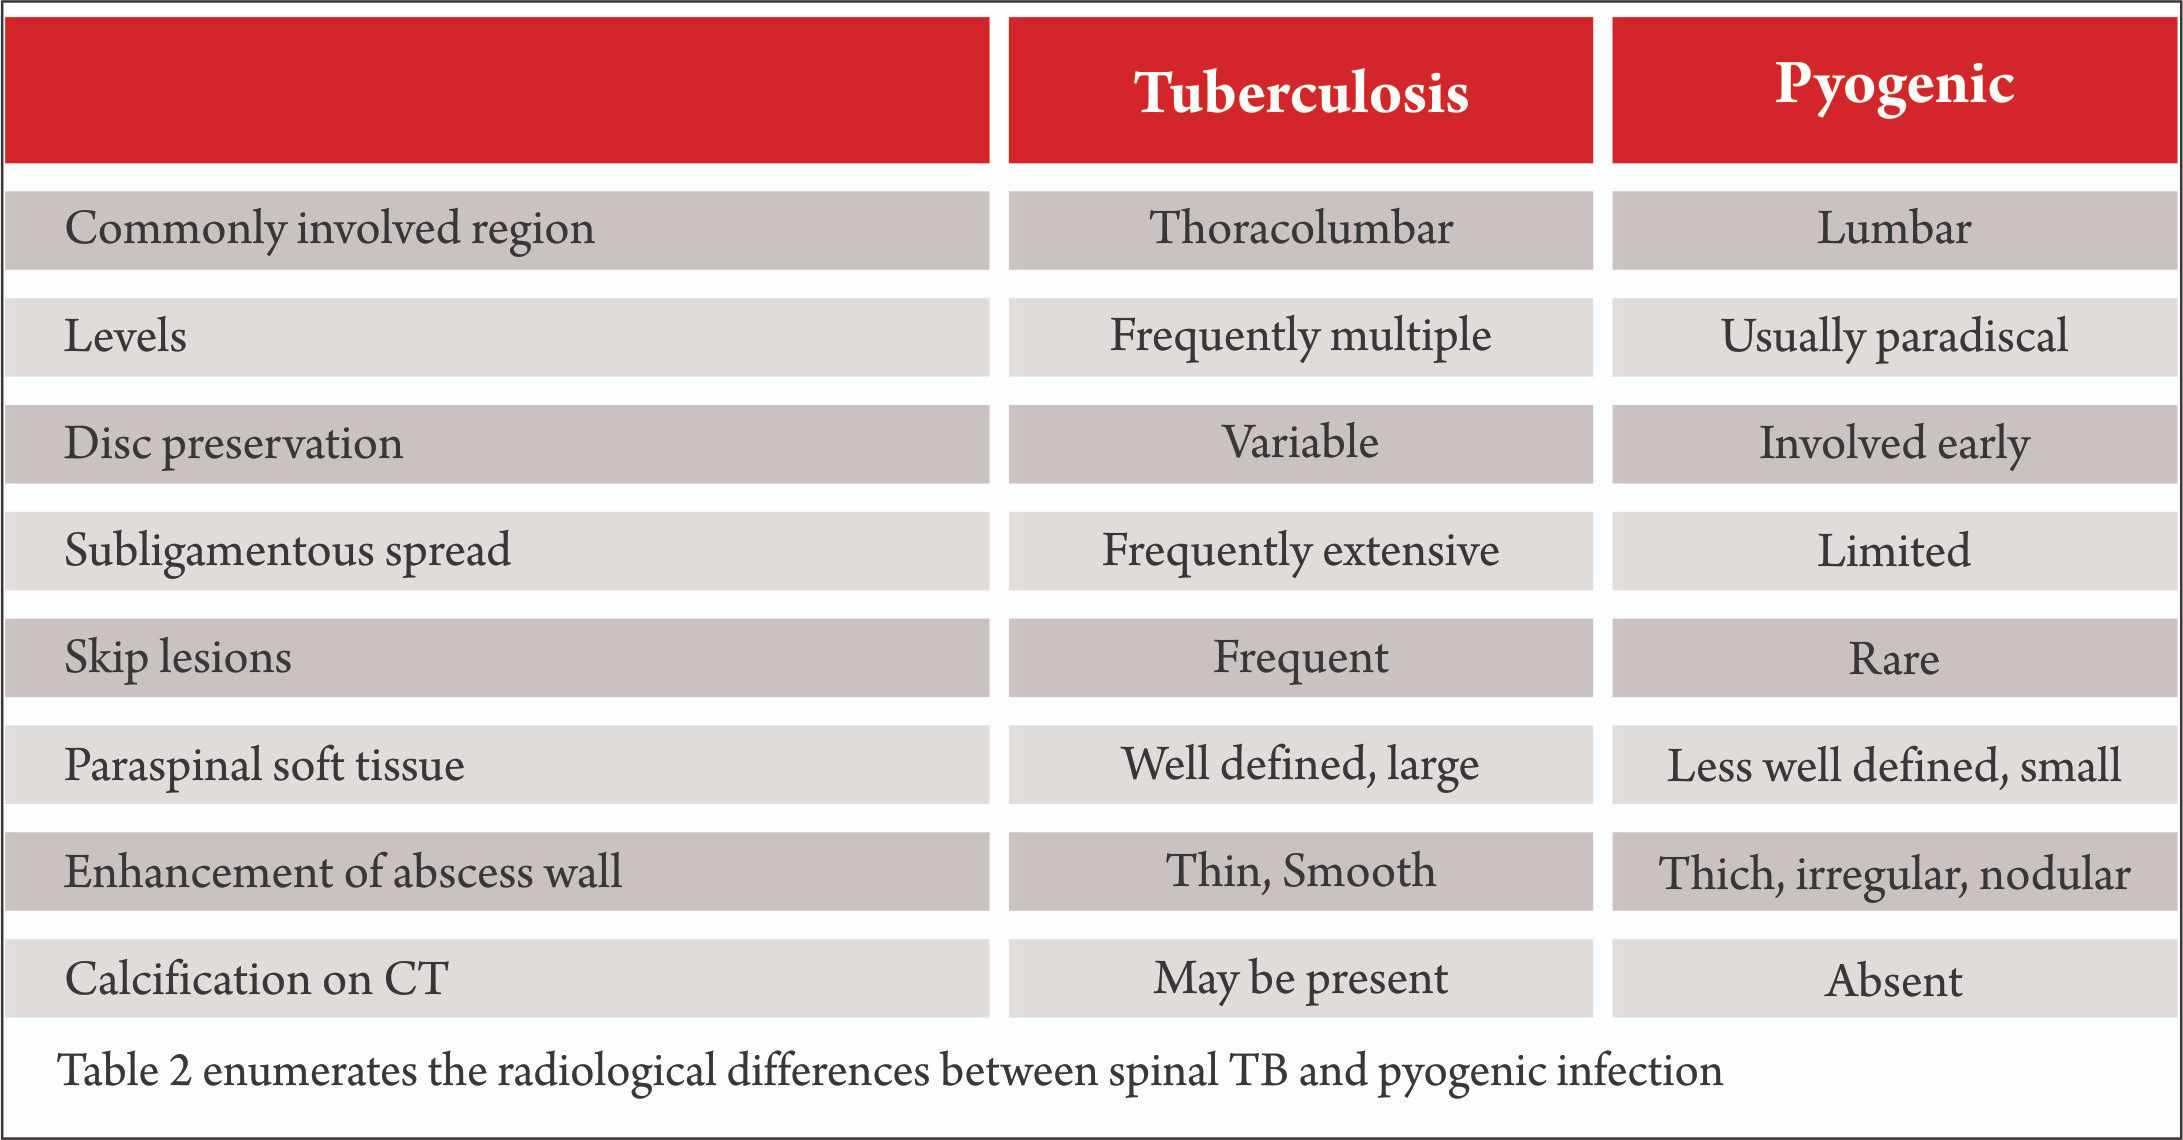 Tuberculosis Pyogenic
Commonly involved region Thoracolumbar Lumbar
Levels Frequently multiple Usually paradiscal
Disc preservation Variable Involved early
Subligamentous spread Frequently extensive Limited
Skip lesions Frequent Rare
Paraspinal soft tissue Well defined, large Less well defined, small
Enhancement of abscess wall Thin, Smooth Thich, irregular, nodular
Calcification on CT May be present Absent
Table 2 enumerates the radiological differences between spinal TB and pyogenic infection